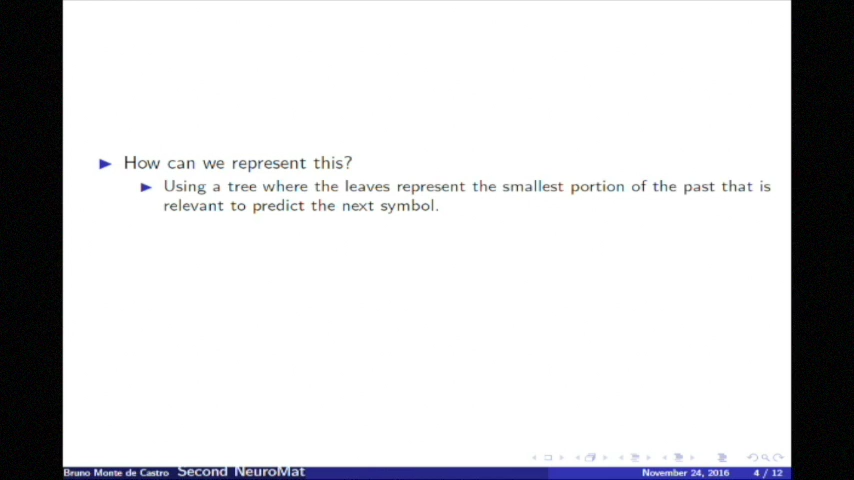 How can we represent this?
Using a tree where the leaves represent the smallest portion of the past that is
relevant to predict the next symbol.
Bruno Monte de Castro Second NeuroMat November 24, 2016 4 / 12